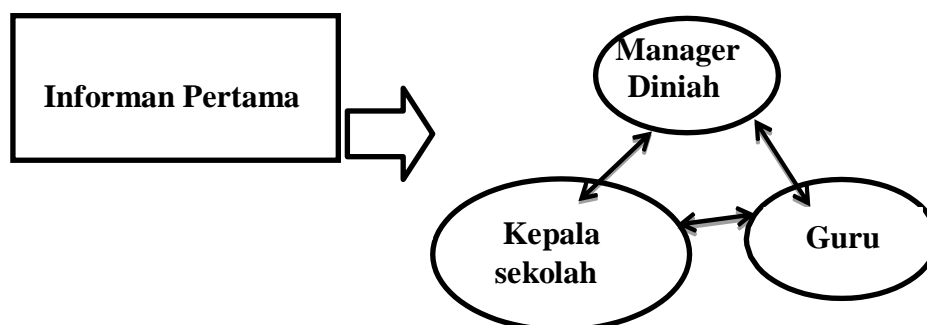 Informan Pertama
Manager
Diniah
Kepala
sekolah
Guru